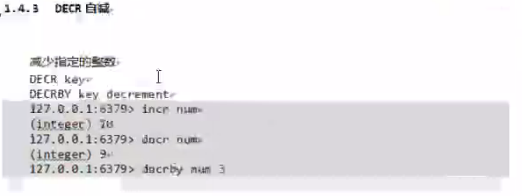 1.4.3 DECR 自减
减少指定的整数
DECR key
DECRBY key decrement
127.0.0.1:6379> incr num
(integer) 10
127.0.0.1:6379> decr num
(integer) 9
127.0.0.1:6379> decrby num 3